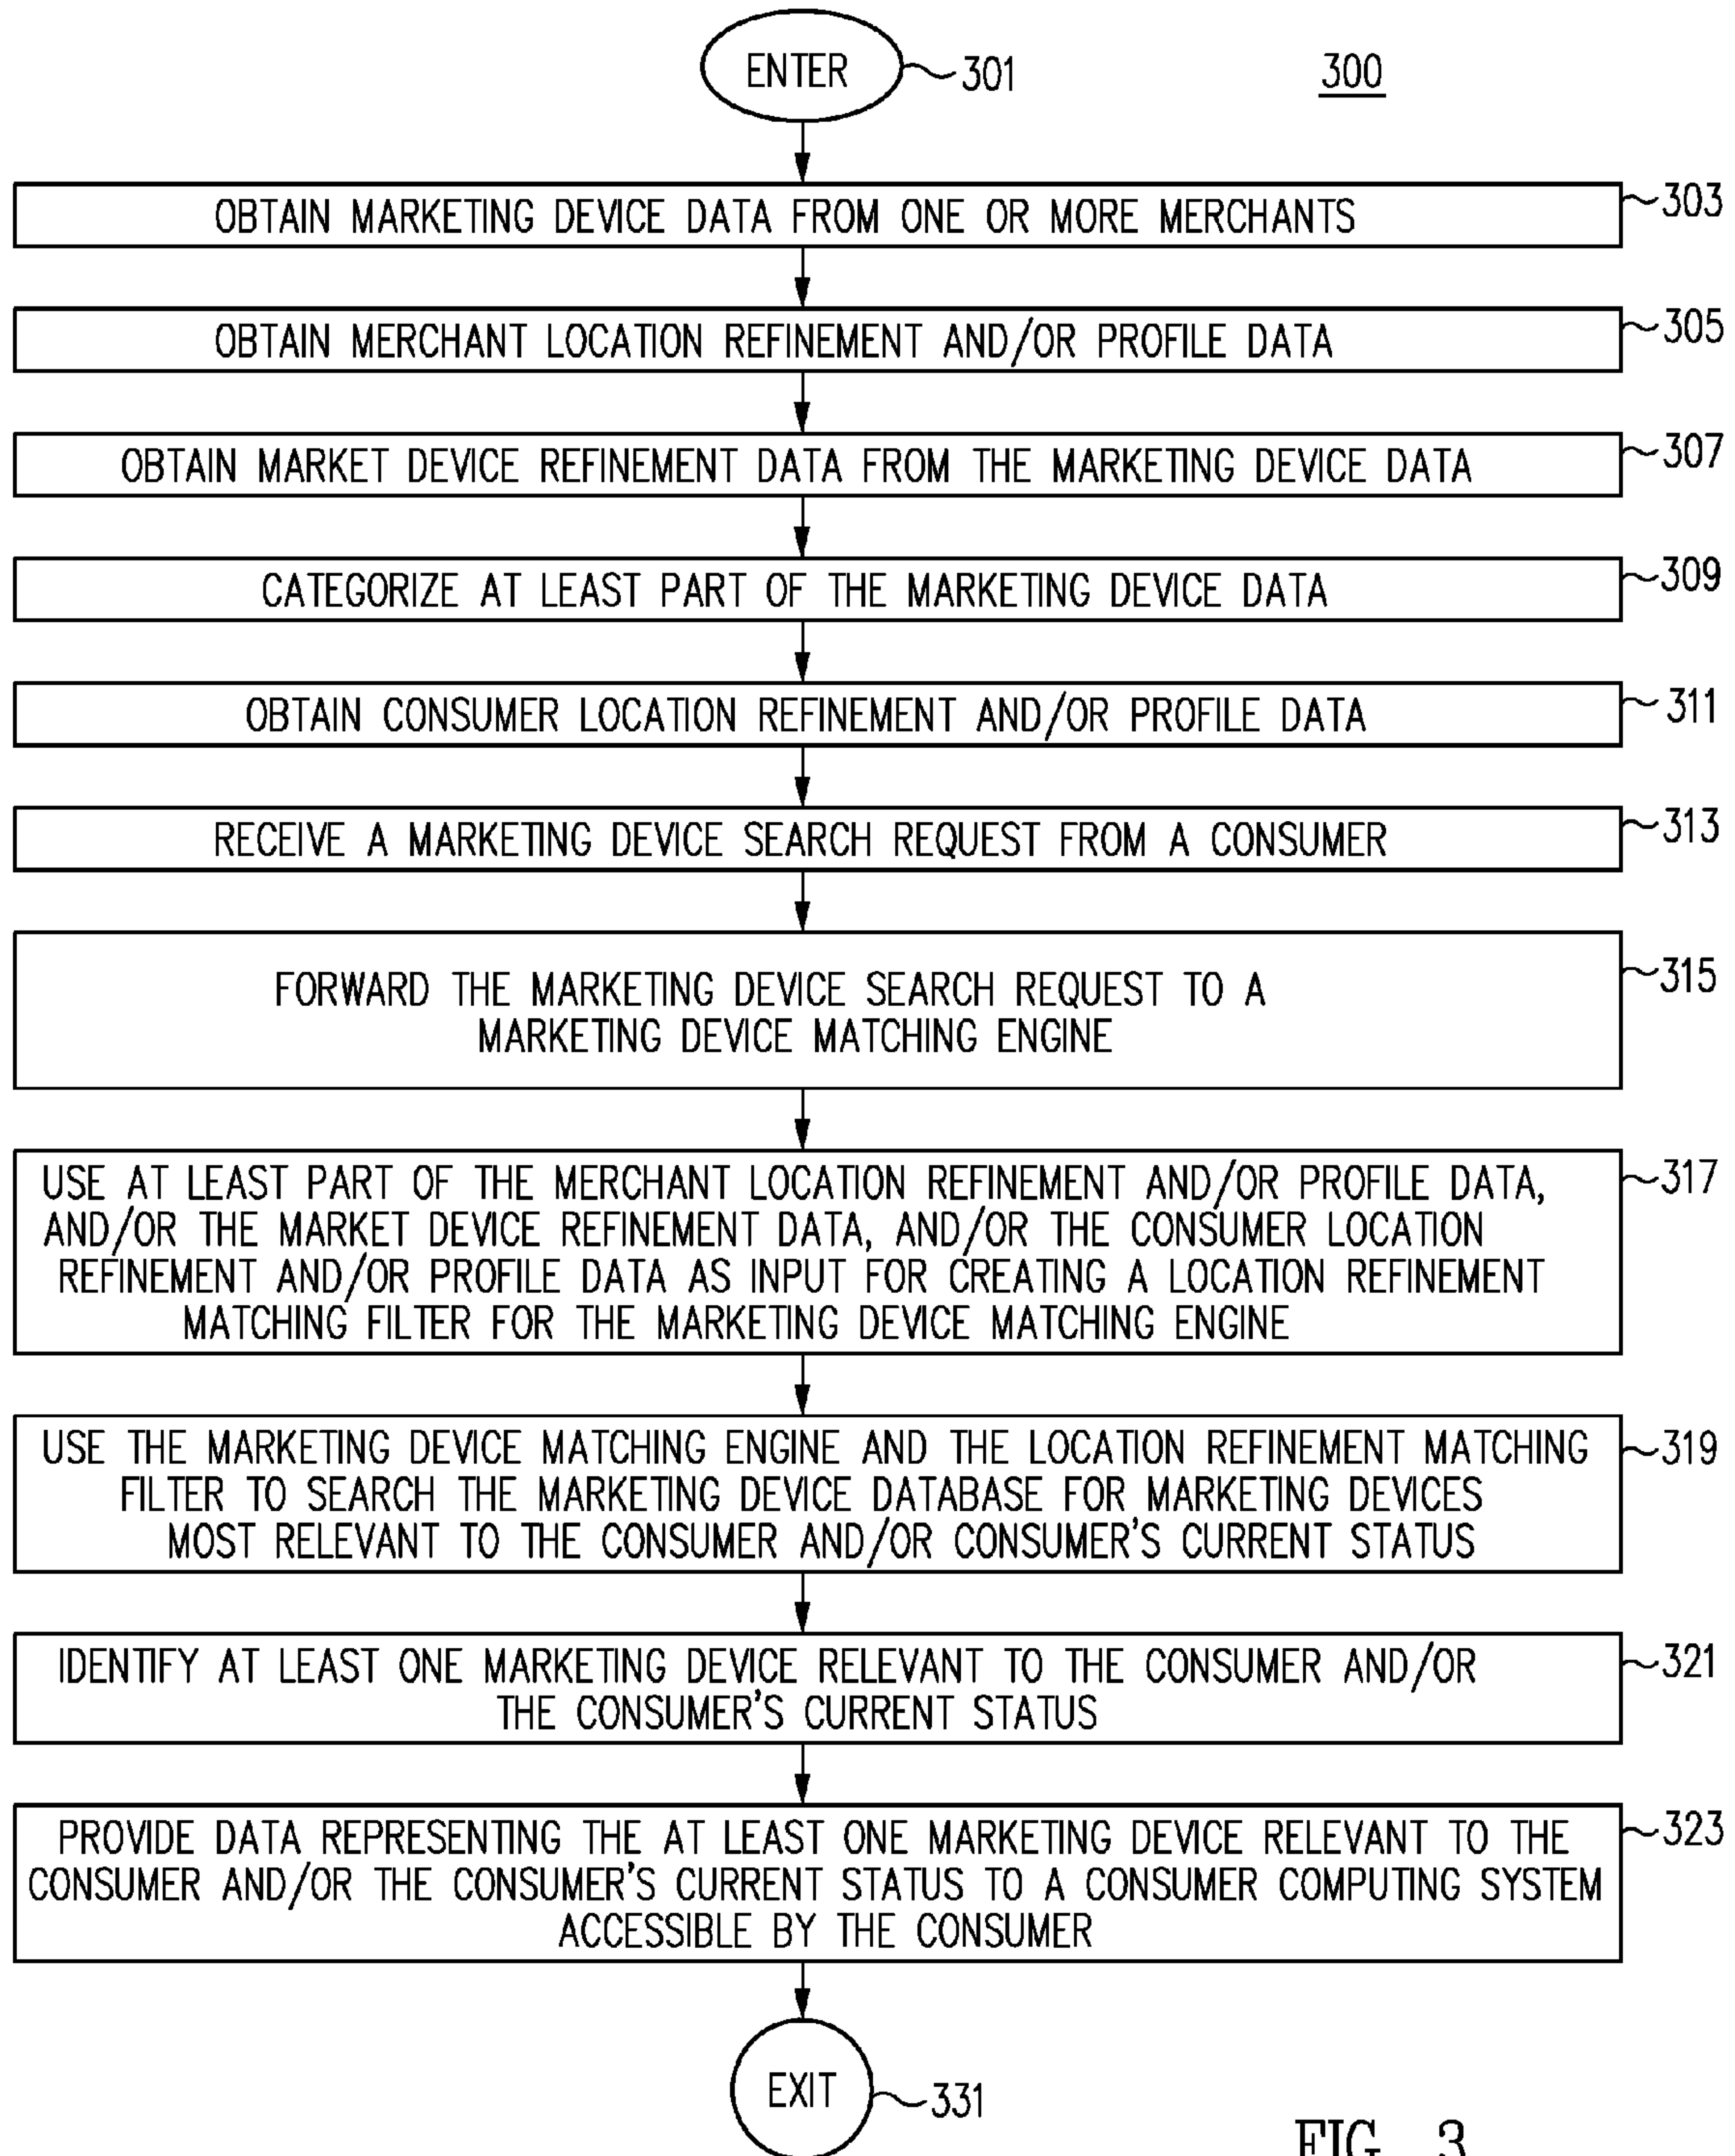 ENTER
301
300
OBTAIN MARKETING DEVICE DATA FROM ONE OR MORE MERCHANTS
303
OBTAIN MERCHANT LOCATION REFINEMENT AND/OR PROFILE DATA
305
OBTAIN MARKET DEVICE REFINEMENT DATA FROM THE MARKETING DEVICE DATA
307
CATEGORIZE AT LEAST PART OF THE MARKETING DEVICE DATA
309
OBTAIN CONSUMER LOCATION REFINEMENT AND/OR PROFILE DATA
311
RECEIVE A MARKETING DEVICE SEARCH REQUEST FROM A CONSUMER
313
FORWARD THE MARKETING DEVICE SEARCH REQUEST TO A
MARKETING DEVICE MATCHING ENGINE
315
USE AT LEAST PART OF THE MERCHANT LOCATION REFINEMENT AND/OR PROFILE DATA,
AND/OR THE MARKET DEVICE REFINEMENT DATA, AND/OR THE CONSUMER LOCATION
REFINEMENT AND/OR PROFILE DATA AS INPUT FOR CREATING A LOCATION REFINEMENT
MATCHING FILTER FOR THE MARKETING DEVICE MATCHING ENGINE
317
USE THE MARKETING DEVICE MATCHING ENGINE AND THE LOCATION REFINEMENT MATCHING
FILTER TO SEARCH THE MARKETING DEVICE DATABASE FOR MARKETING DEVICES
MOST RELEVANT TO THE CONSUMER AND/OR CONSUMER'S CURRENT STATUS
319
IDENTIFY AT LEAST ONE MARKETING DEVICE RELEVANT TO THE CONSUMER AND/OR
THE CONSUMER'S CURRENT STATUS
321
PROVIDE DATA REPRESENTING THE AT LEAST ONE MARKETING DEVICE RELEVANT TO THE
CONSUMER AND/OR THE CONSUMER'S CURRENT STATUS TO A CONSUMER COMPUTING SYSTEM
ACCESSIBLE BY THE CONSUMER
323
EXIT
331
FIG. 3